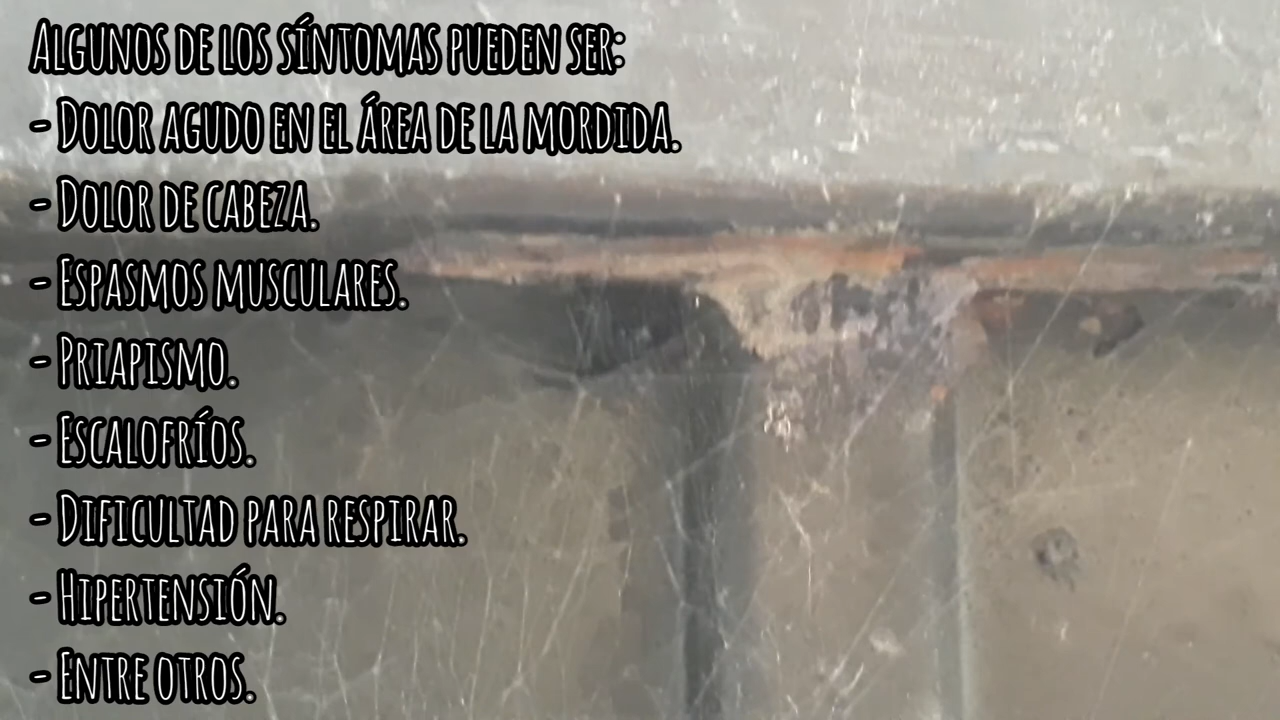 Algunos de los síntomas pueden ser:
- Dolor agudo en el área de la mordida.
- Dolor de cabeza.
- Espasmos musculares.
- Priapismo.
- Escalofríos.
- Dificultad para respirar.
- Hipertensión.
- Entre otros.